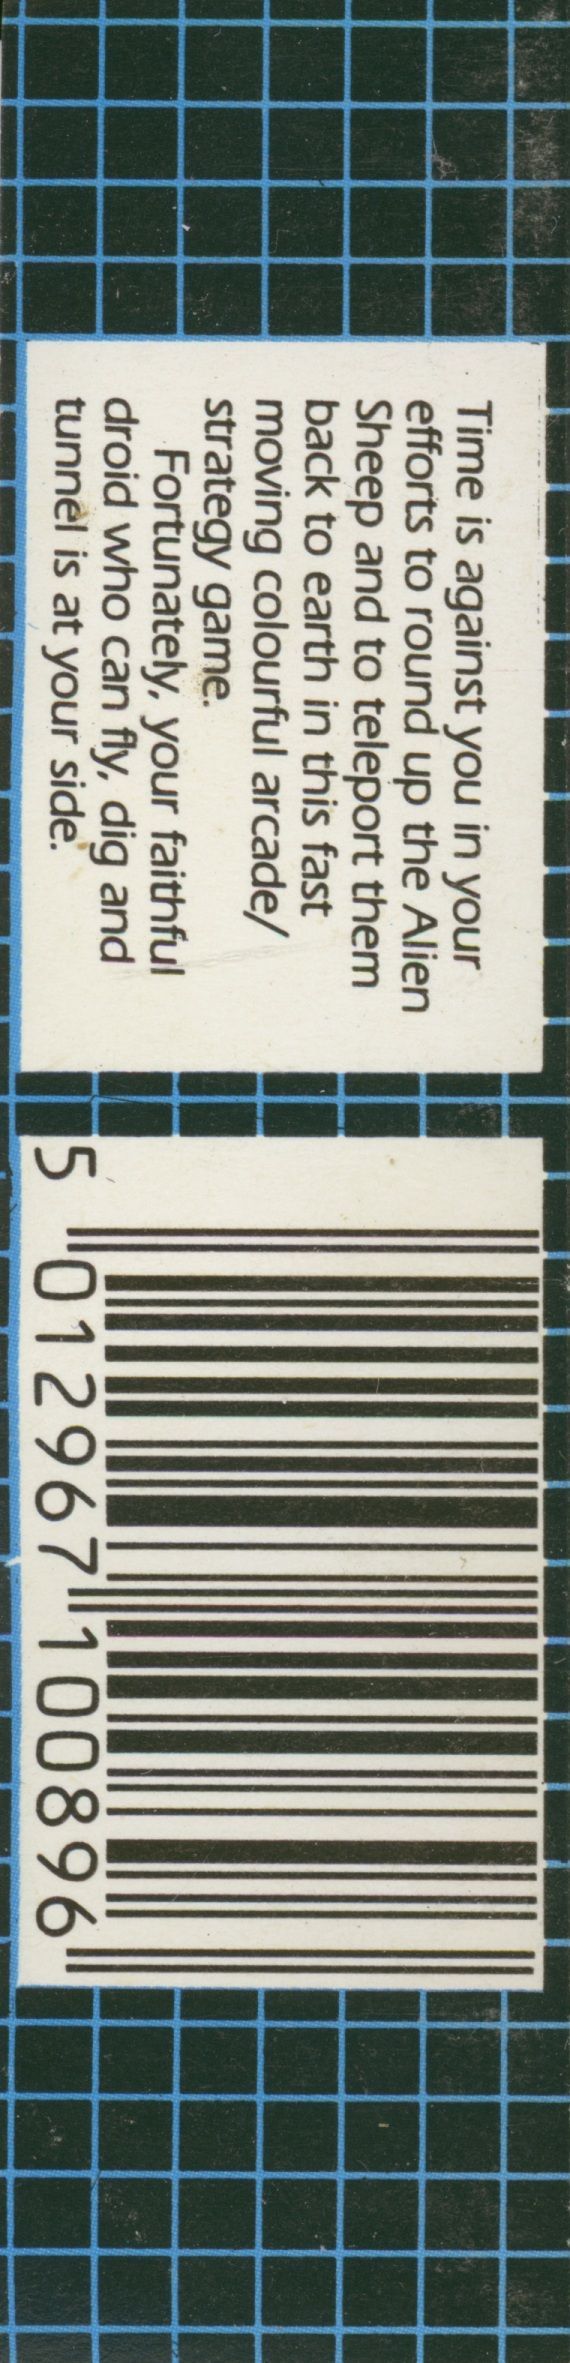 Time is against you in your
efforts to round up the Alien
Sheep and to teleport them
back to earth in this fast
moving colourful arcade/
strategy game.
Fortunately, your faithful
droid who can fly, dig and
tunnel is at your side.
5 012967 100896